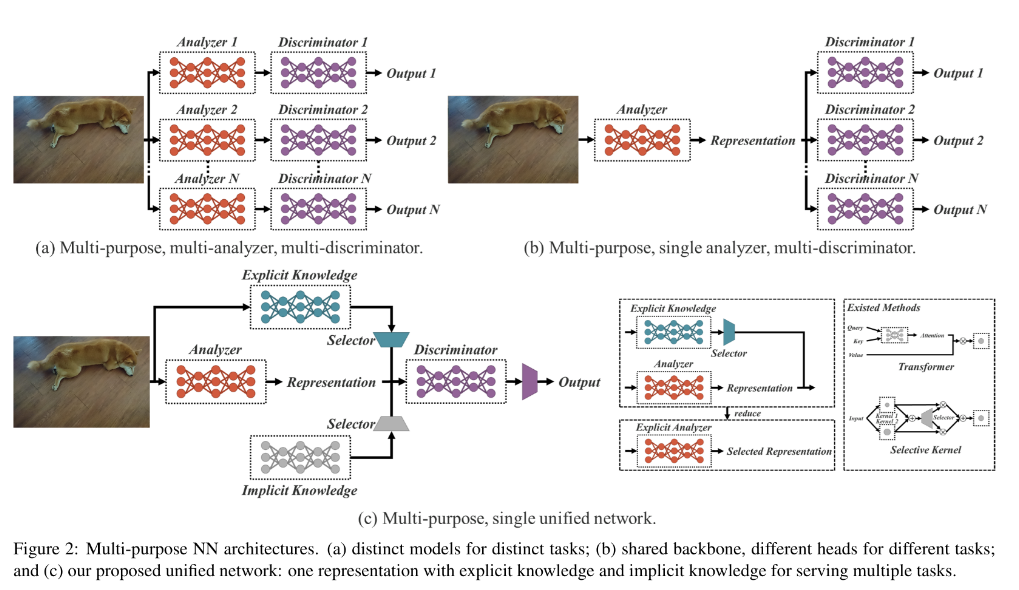 Analyzer 1
Discriminator 1
Output 1
Analyzer 2
Discriminator 2
Output 2
Analyzer N
Discriminator N
Output N
(a) Multi-purpose, multi-analyzer, multi-discriminator.
Analyzer
Representation
Discriminator 1
Output 1
Discriminator 2
Output 2
Discriminator N
Output N
(b) Multi-purpose, single analyzer, multi-discriminator.
Explicit Knowledge
Selector
Analyzer
Representation
Discriminator
Output
Selector
Implicit Knowledge
Explicit Knowledge
Selector
Analyzer
Representation
reduce
Explicit Analyzer
Selected Representation
Existed Methods
Query
Key
Value
Attention
Transformer
Input
Kernel 1
Kernel 2
Selector
Selective Kernel
(c) Multi-purpose, single unified network.
Figure 2: Multi-purpose NN architectures. (a) distinct models for distinct tasks; (b) shared backbone, different heads for different tasks;
and (c) our proposed unified network: one representation with explicit knowledge and implicit knowledge for serving multiple tasks.